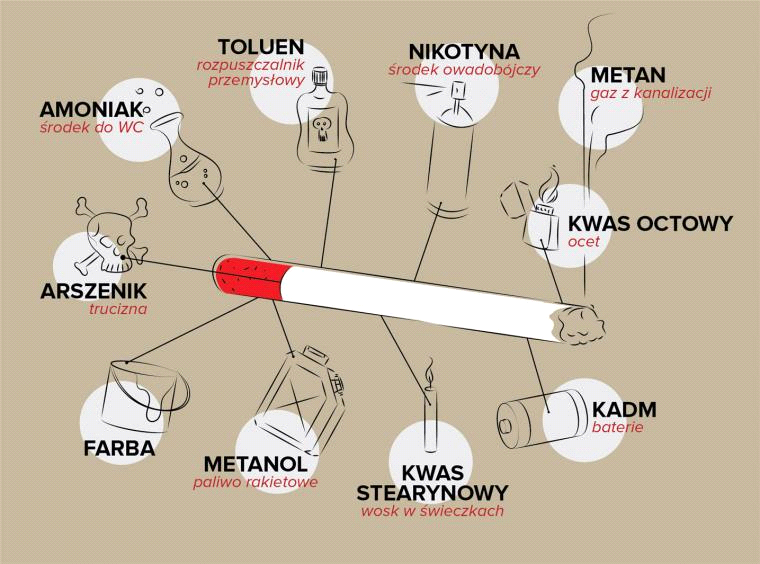 TOLUEN
rozpuszczalnik
przemysłowy
NIKOTYNA
środek owadobójczy
METAN
gaz z kanalizacji
AMONIAK
środek do WC
KWAS OCTOWY
ocet
ARSZENIK
trucizna
FARBA
METANOL
paliwo rakietowe
KWAS
STEARYNOWY
wosk w świeczkach
KADM
baterie